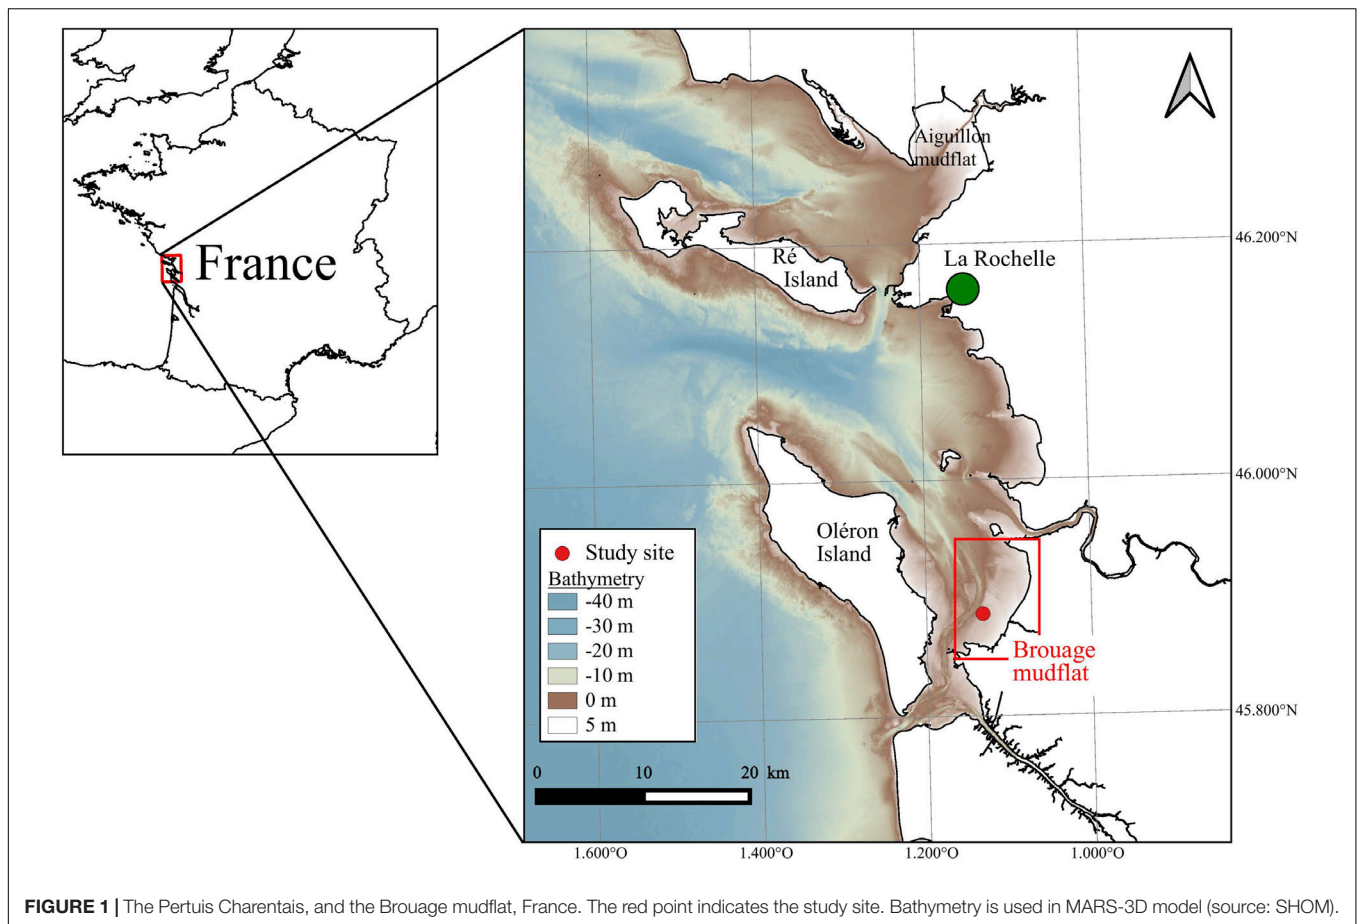 France
Aiguillon
mudflat
46.200°N
La Rochelle
Ré
Island
46.000°N
Oléron
Island
Study site
Bathymetry
-40 m
-30 m
-20 m
-10 m
0 m
5 m
Brouage
mudflat
45.800°N
0 10 20 km
1.600°O 1.400°O 1.200°O 1.000°O
FIGURE 1 | The Pertuis Charentais, and the Brouage mudflat, France. The red point indicates the study site. Bathymetry is used in MARS-3D model (source: SHOM).